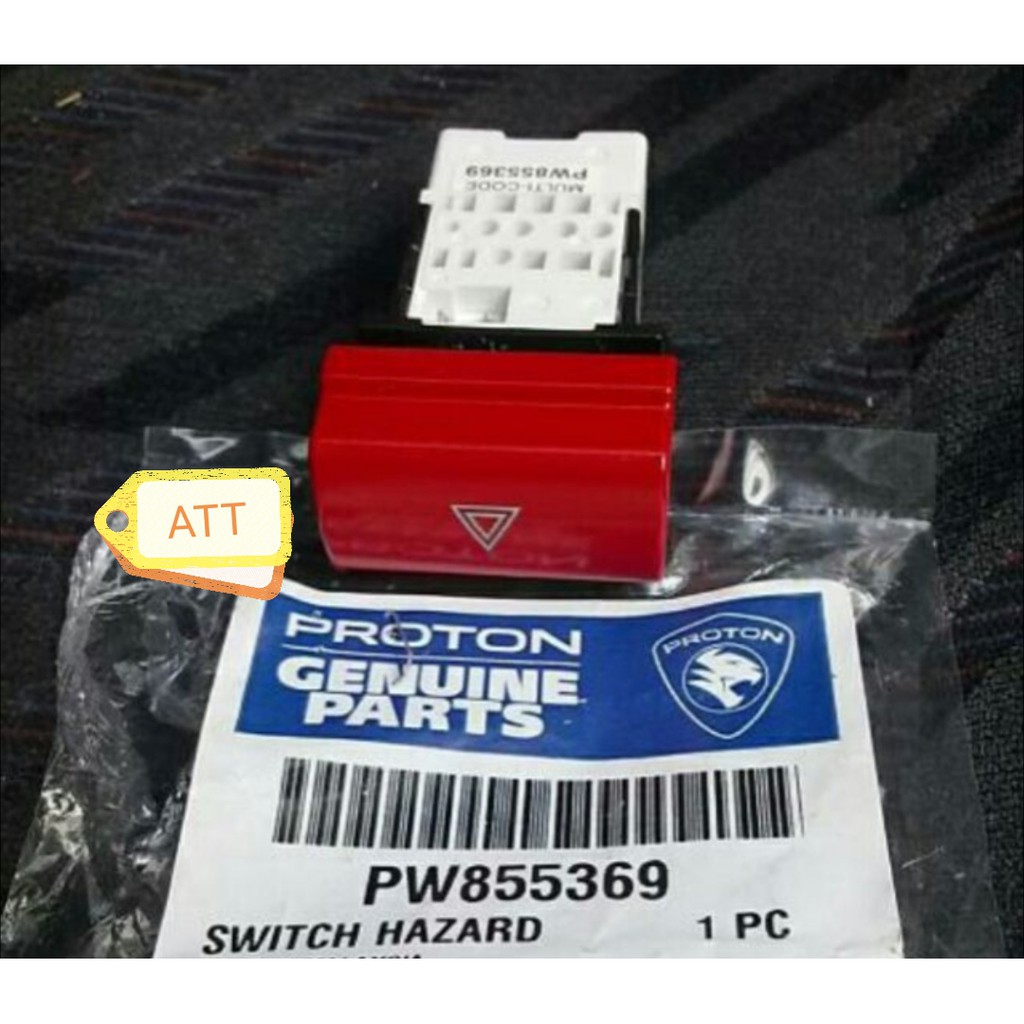 MULTI-CODE
PW855369
ATT
PROTON
GENUINE
PARTS
PROTON
PW855369
SWITCH HAZARD 1 PC